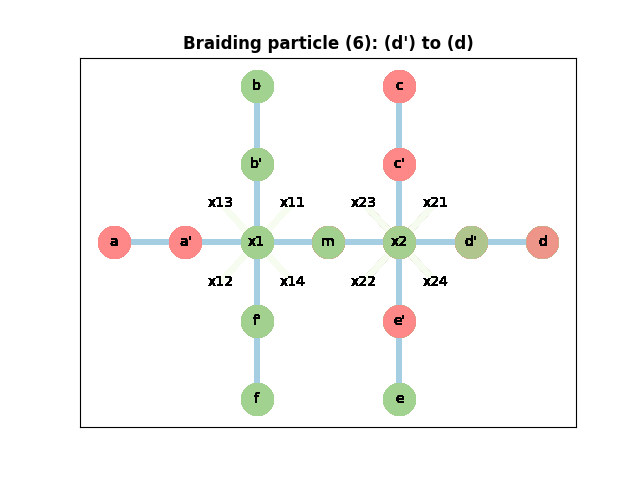 Braiding particle (6): (d') to (d)
b c
b' c'
x13 x11 x23 x21
a a' x1 m x2 d' d
x12 x14 x22 x24
f' e'
f e